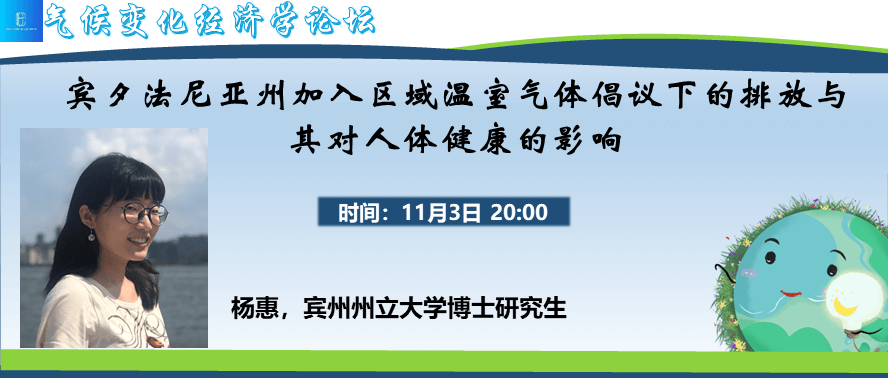 气候变化经济学论坛
宾夕法尼亚州加入区域温室气体倡议下的排放与
其对人体健康的影响
时间：11月3日 20:00
杨惠，宾州州立大学博士研究生